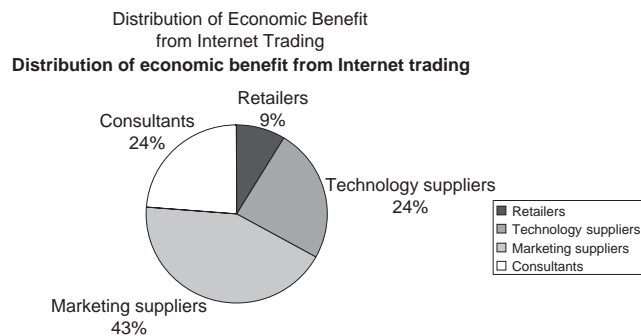 Distribution of Economic Benefit
from Internet Trading
Distribution of economic benefit from Internet trading
Retailers
9%
Consultants
24%
Technology suppliers
24%
Marketing suppliers
43%
Retailers
Technology suppliers
Marketing suppliers
Consultants